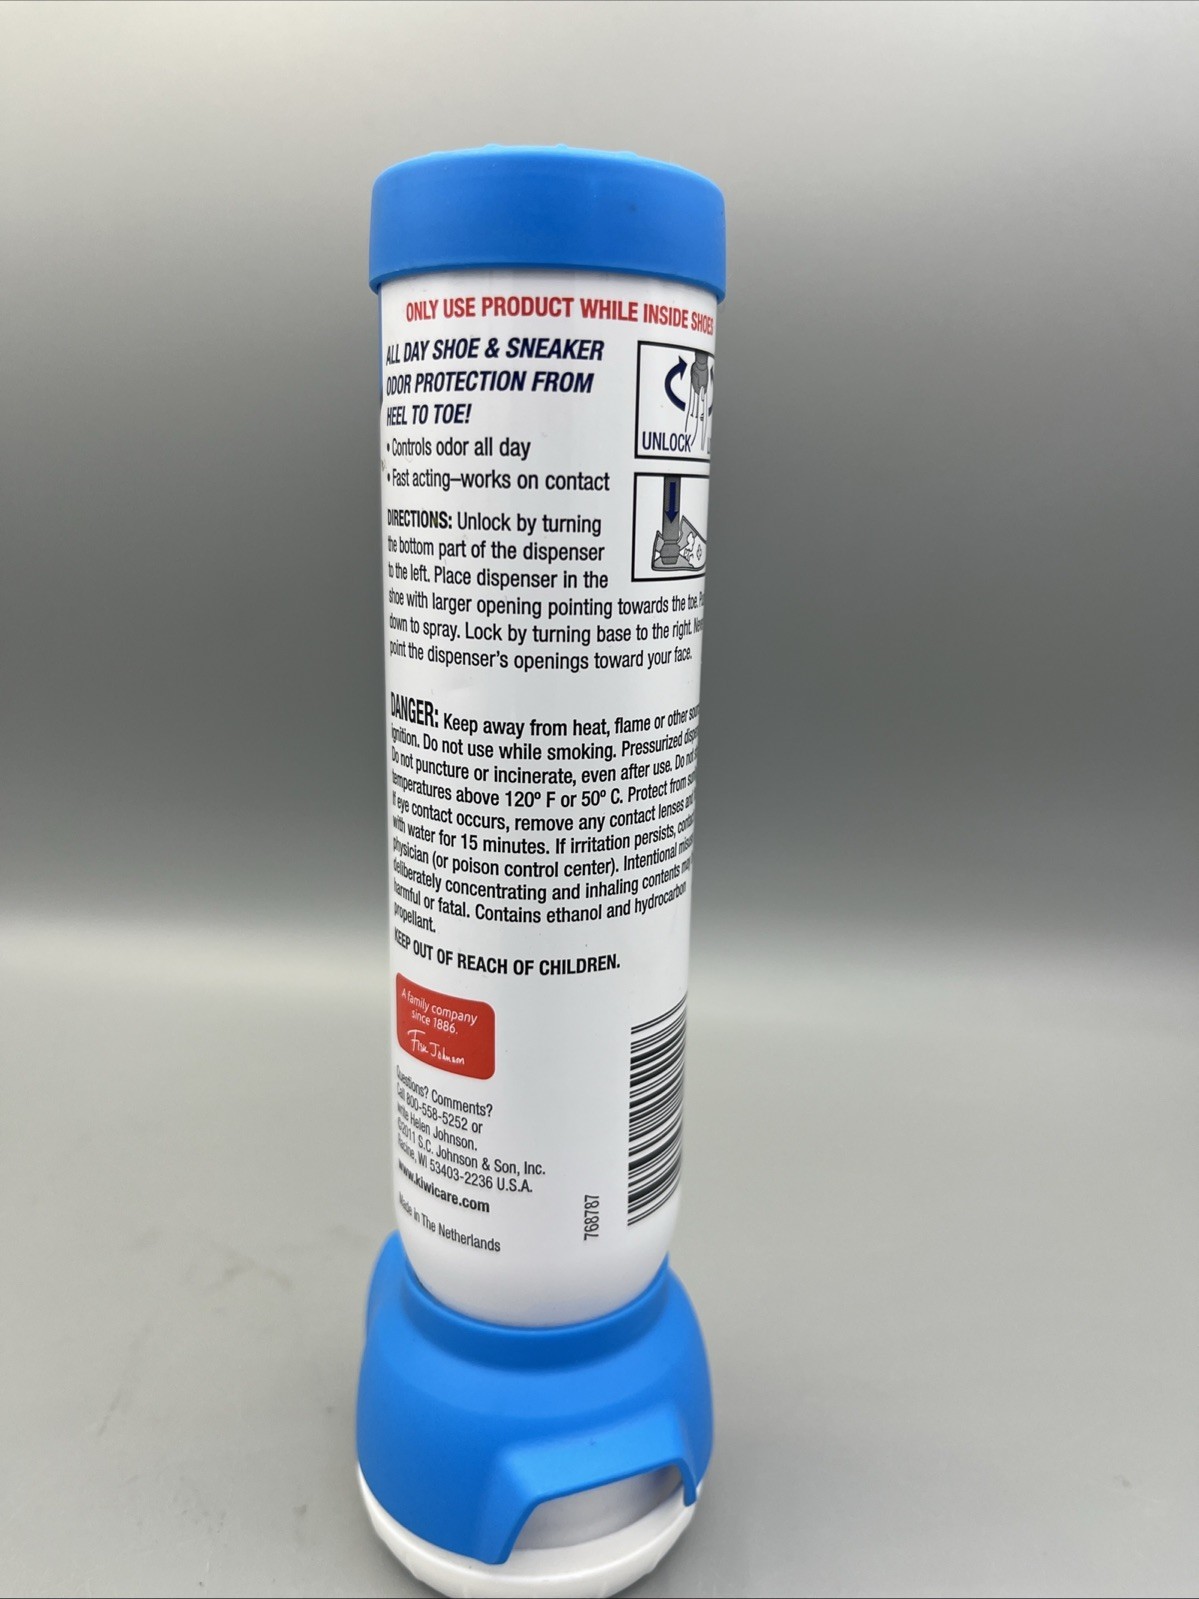 ONLY USE PRODUCT WHILE INSIDE SHOES
ALL DAY SHOE & SNEAKER
ODOR PROTECTION FROM
HEEL TO TOE!
• Controls odor all day
• Fast acting–works on contact
UNLOCK
DIRECTIONS: Unlock by turning
the bottom part of the dispenser
to the left. Place dispenser in the
shoe with larger opening pointing towards the toe.
down to spray. Lock by turning base to the right.
point the dispenser's openings toward your face.
DANGER: Keep away from heat, flame or other
ignition. Do not use while smoking. Pressurized
Do not puncture or incinerate, even after use. Do not
temperatures above 120º F or 50º C. Protect from
If eye contact occurs, remove any contact lenses and
with water for 15 minutes. If irritation persists,
physician (or poison control center). Intentional
deliberately concentrating and inhaling contents may
harmful or fatal. Contains ethanol and hydrocarbon
propellant.
KEEP OUT OF REACH OF CHILDREN.
A family company
since 1886.
Fisk Johnson
Questions? Comments?
Call 800-558-5252 or
write Helen Johnson.
©2011 S.C. Johnson & Son, Inc.
Racine, WI 53403-2236 U.S.A.
www.kiwicare.com
Made in The Netherlands
768787